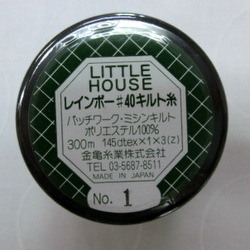 LITTLE
HOUSE
レインボー♯40キルト糸
パッチワーク・ミシンキルト
ポリエステル100%
300m 145dtex×1×3(Z)
金亀糸業株式会社
TEL 03-5687-8511
MADE IN JAPAN
No. 1